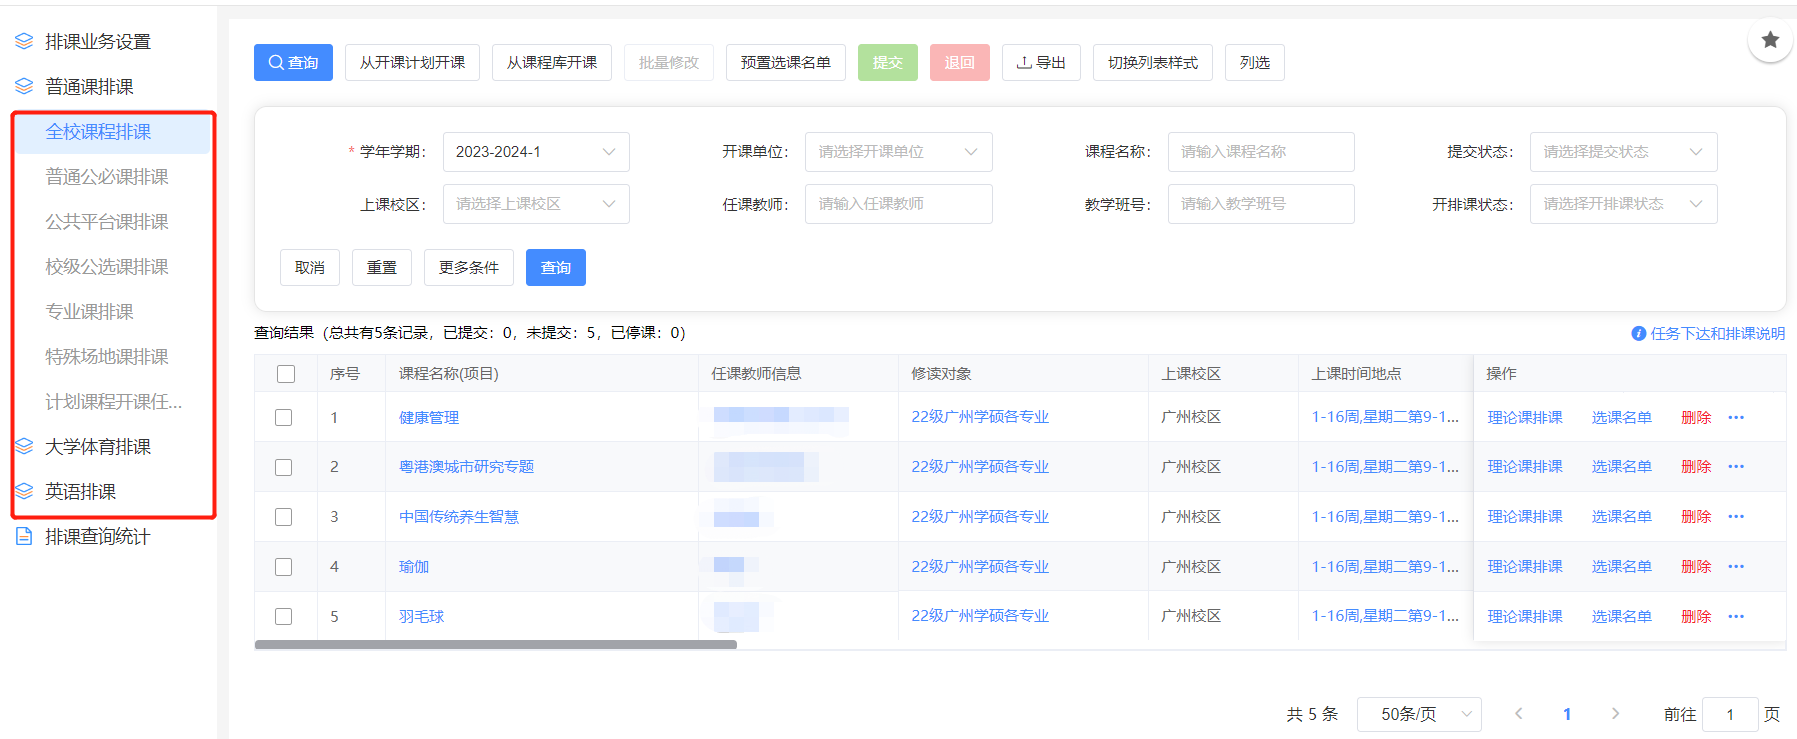 排课业务设置
普通课排课
全校课程排课
普通公必课排课
公共平台课排课
校级公选课排课
专业课排课
特殊场地课排课
计划课程开课任...
大学体育排课
英语排课
排课查询统计
查询 从开课计划开课 从课程库开课 批量修改 预置选课名单 提交 退回 导出 切换列表样式 列选
* 学年学期： 2023-2024-1 开课单位： 请选择开课单位 课程名称： 请输入课程名称 提交状态： 请选择提交状态
上课校区： 请选择上课校区 任课教师： 请输入任课教师 教学班号： 请输入教学班号 开排课状态： 请选择开排课状态
取消 重置 更多条件 查询
查询结果（总共有5条记录，已提交：0，未提交：5，已停课：0） 任务下达和排课说明
序号 课程名称(项目) 任课教师信息 修读对象 上课校区 上课时间地点 操作
1 健康管理 22级广州学硕各专业 广州校区 1-16周,星期二第9-1... 理论课排课 选课名单 删除 •••
2 粤港澳城市研究专题 22级广州学硕各专业 广州校区 1-16周,星期二第9-1... 理论课排课 选课名单 删除 •••
3 中国传统养生智慧 22级广州学硕各专业 广州校区 1-16周,星期二第9-1... 理论课排课 选课名单 删除 •••
4 瑜伽 22级广州学硕各专业 广州校区 1-16周,星期二第9-1... 理论课排课 选课名单 删除 •••
5 羽毛球 22级广州学硕各专业 广州校区 1-16周,星期二第9-1... 理论课排课 选课名单 删除 •••
共 5 条 50条/页 1 前往 1 页